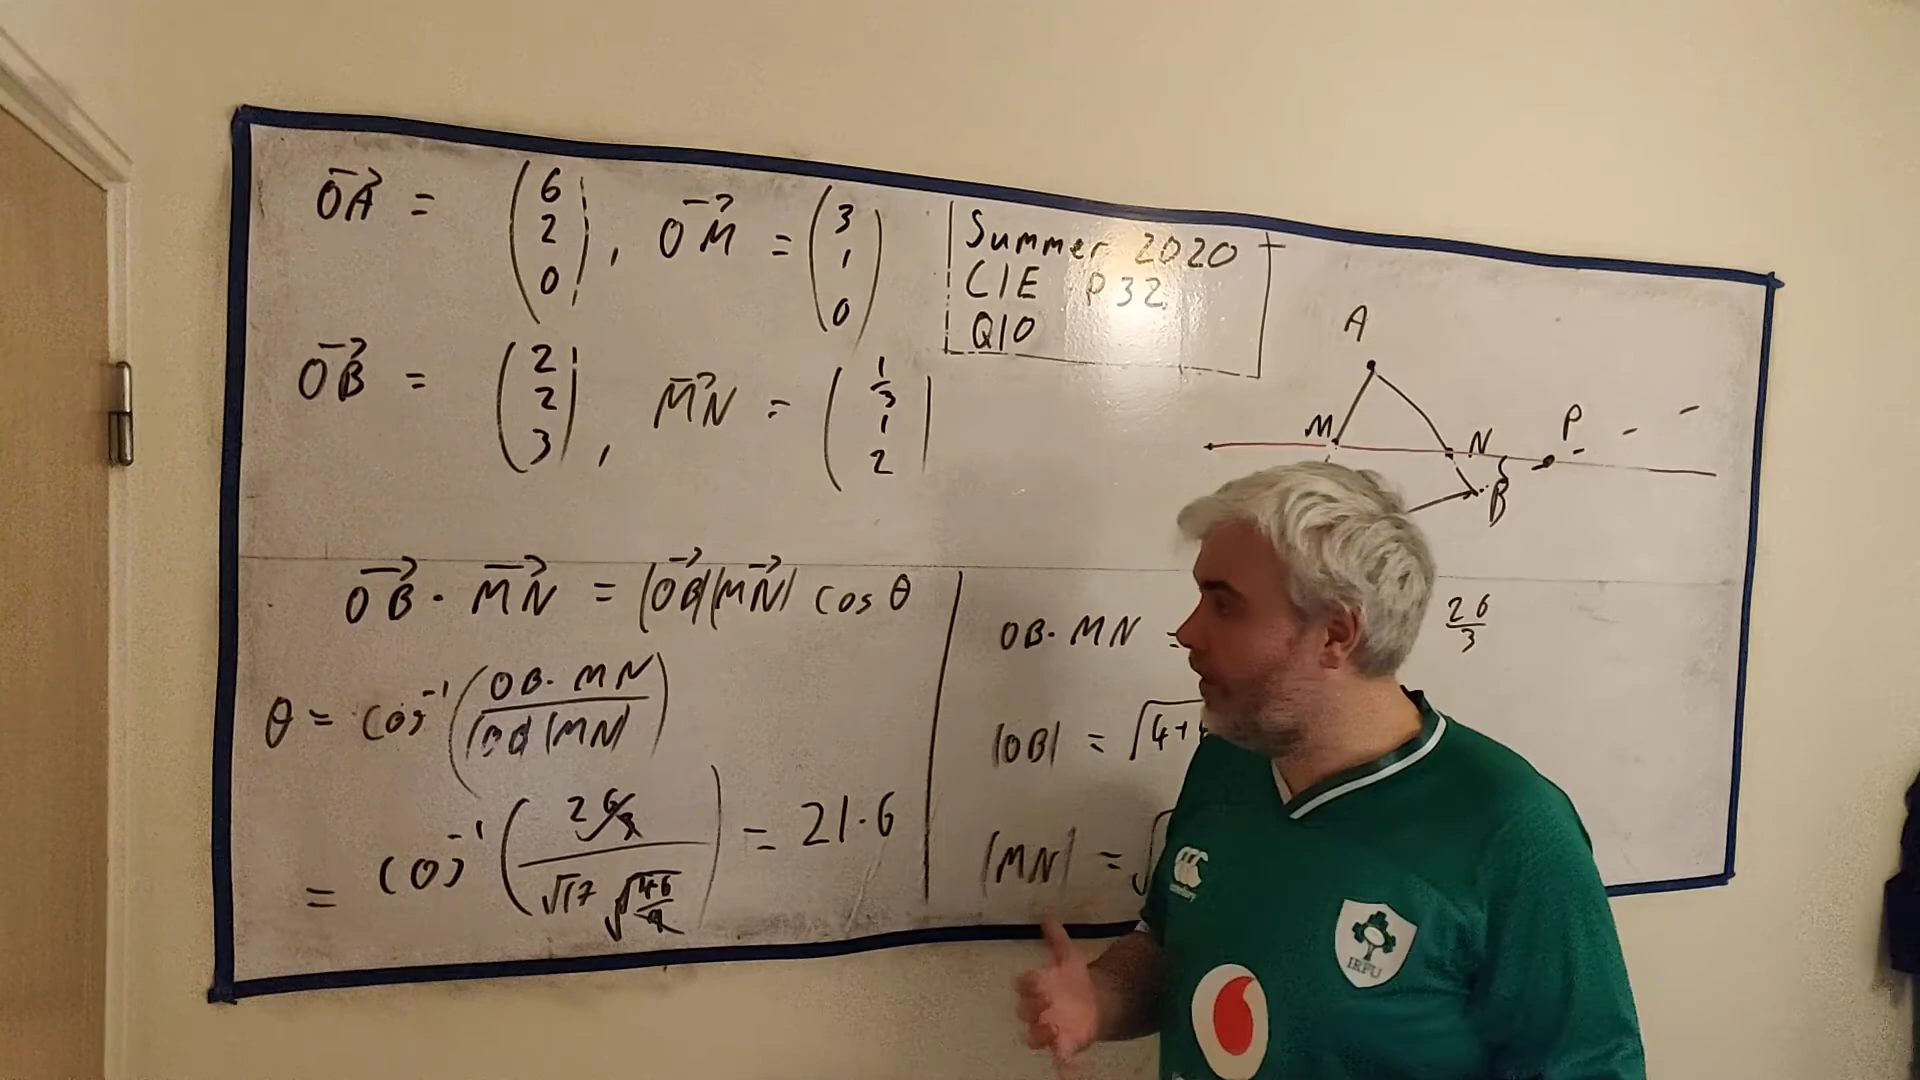 OA = (6 2 0), OM = (3 1 0)
OB = (2 2 3), MN = (1/3 1 2)
Summer 2020
CIE P32
Q10
A
M
N
P
B
OB · MN = |OB||MN| cos θ
θ = cos⁻¹(OB · MN / |OB||MN|)
= cos⁻¹(26/3 / √17 √46/9) = 21.6
OB · MN = 26/3
|OB| = √4+4
|MN| = √
IRFU